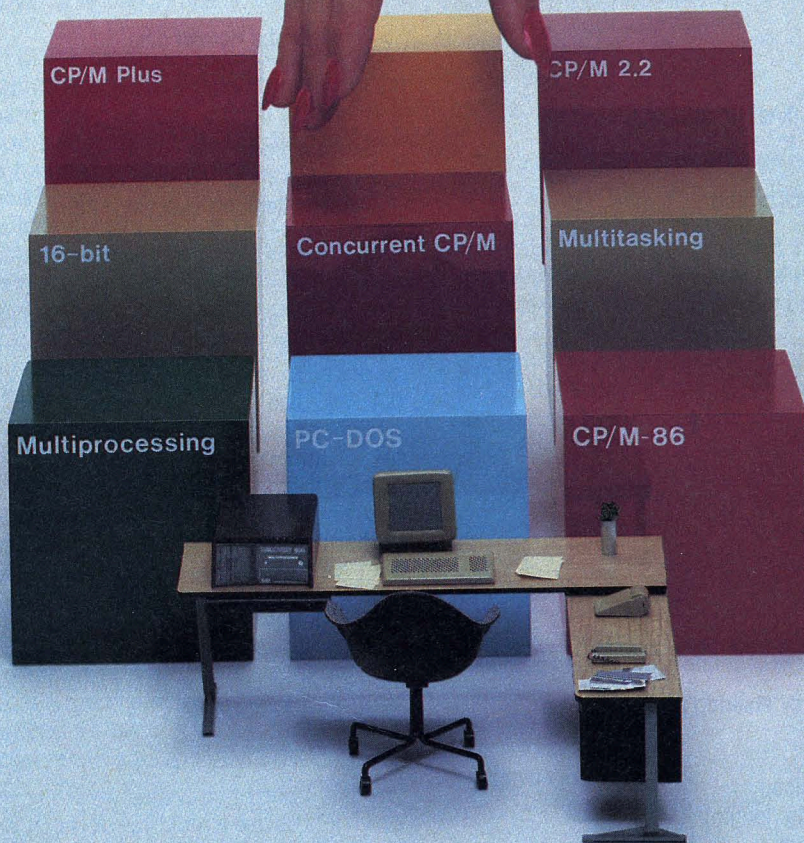 CP/M Plus
CP/M 2.2
16-bit
Concurrent CP/M
Multitasking
Multiprocessing
PC-DOS
CP/M-86